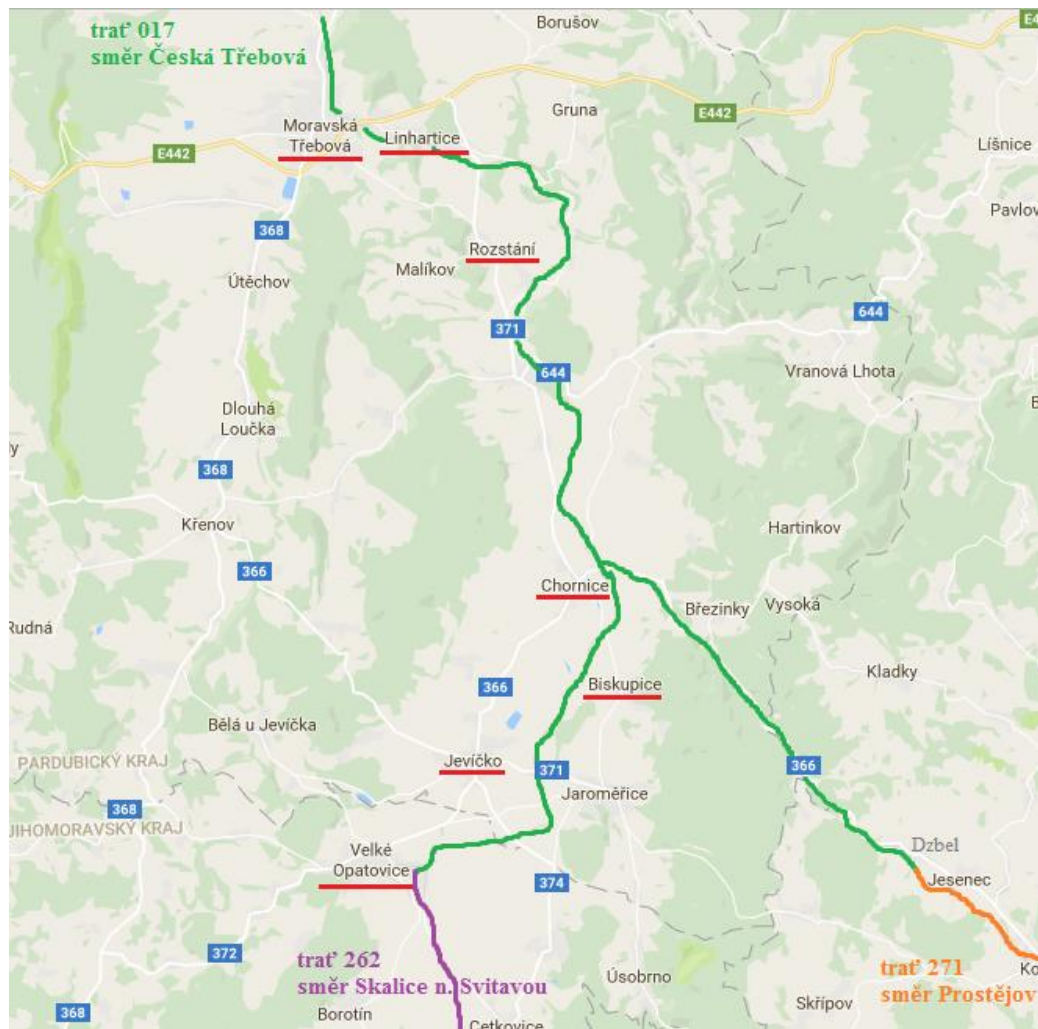 trať 017
směr Česká Třebová
Borušov
E4
E442
Gruna
Moravská
Třebová
Linhartice
E442
Líšnice
Pavlov
368
Rozstání
Malíkov
Útěchov
371
644
644
Vranová Lhota
B
Dlouhá
Loučka
y
368
Křenov
Hartinkov
366
Chornice
Březinky
Vysoká
Rudná
Kladky
366
Biskupice
Bělá u Jevíčka
PARDUBICKÝ KRAJ
Jevíčko
371
366
Jaroměřice
368
JIHOMORAVSKÝ KRAJ
Velké
Opatovice
Dzbel
Jesenec
374
372
trať 262
směr Skalice n. Svitavou
trať 271
směr Prostějov
Ko
Úsobrno
Skřípov
368
Borotín
Cetkovice